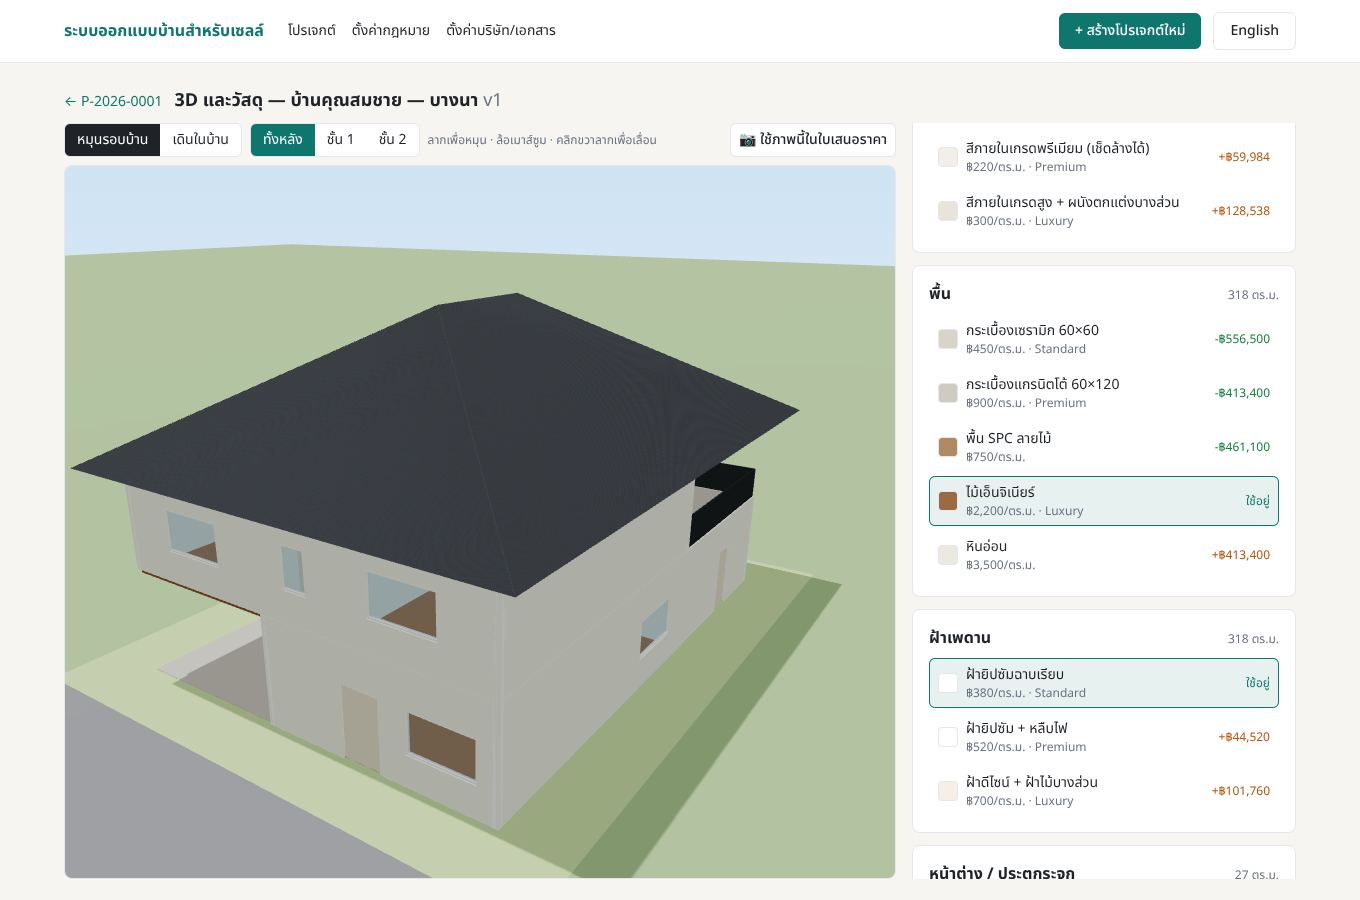 ระบบออกแบบบ้านสำหรับเซลล์
โปรเจกต์
ตั้งค่ากฎหมาย
ตั้งค่าบริษัท/เอกสาร
+ สร้างโปรเจกต์ใหม่
English
← P-2026-0001
3D และวัสดุ — บ้านคุณสมชาย — บางนา v1
หมุนรอบบ้าน
เดินในบ้าน
ทั้งหลัง
ชั้น 1
ชั้น 2
ลากเพื่อหมุน · ล้อเมาส์ซูม · คลิกขวาลากเพื่อเลื่อน
📷 ใช้ภาพนี้ในใบเสนอราคา
สีภายในเกรดพรีเมียม (เช็ดล้างได้)
฿220/ตร.ม. · Premium
+฿59,984
สีภายในเกรดสูง + ผนังตกแต่งบางส่วน
฿300/ตร.ม. · Luxury
+฿128,538
พื้น
318 ตร.ม.
กระเบื้องเซรามิก 60×60
฿450/ตร.ม. · Standard
-฿556,500
กระเบื้องแกรนิตโต้ 60×120
฿900/ตร.ม. · Premium
-฿413,400
พื้น SPC ลายไม้
฿750/ตร.ม.
-฿461,100
ไม้เอ็นจิเนียร์
฿2,200/ตร.ม. · Luxury
ใช้อยู่
หินอ่อน
฿3,500/ตร.ม.
+฿413,400
ฝ้าเพดาน
318 ตร.ม.
ฝ้ายิปซัมฉาบเรียบ
฿380/ตร.ม. · Standard
ใช้อยู่
ฝ้ายิปซัม + หลืบไฟ
฿520/ตร.ม. · Premium
+฿44,520
ฝ้าดีไซน์ + ฝ้าไม้บางส่วน
฿700/ตร.ม. · Luxury
+฿101,760
หน้าต่าง / ประตูกระจก
27 ตร.ม.